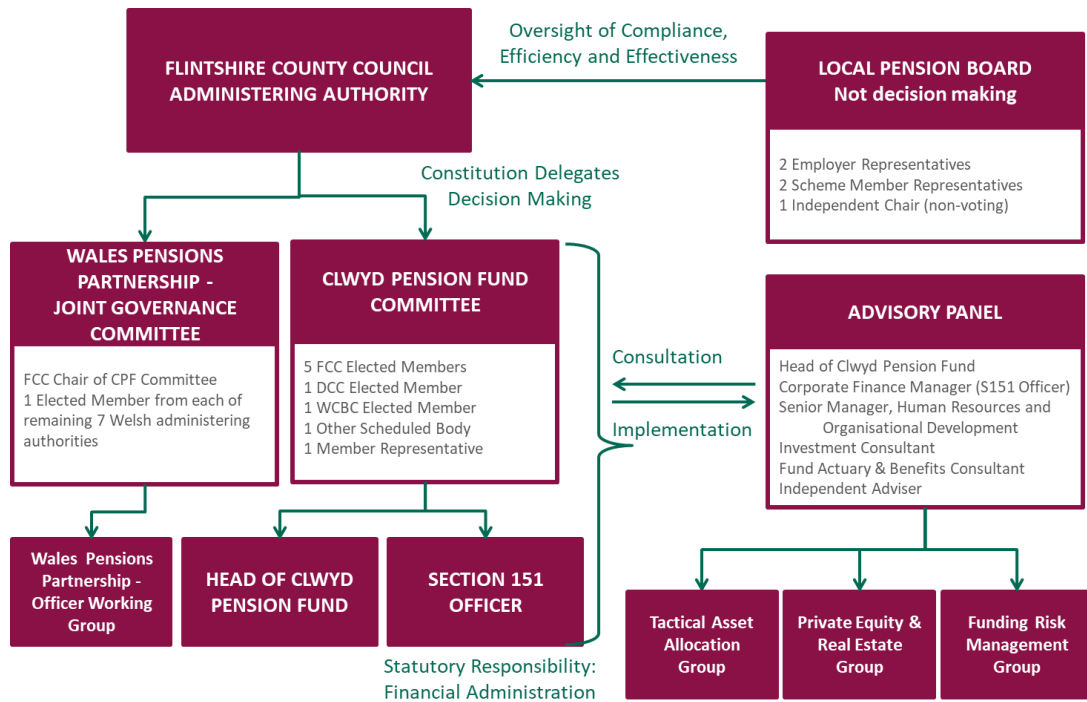 FLINTSHIRE COUNTY COUNCIL
ADMINISTERING AUTHORITY
Oversight of Compliance,
Efficiency and Effectiveness
LOCAL PENSION BOARD
Not decision making
2 Employer Representatives
2 Scheme Member Representatives
1 Independent Chair (non-voting)
Constitution Delegates
Decision Making
WALES PENSIONS
PARTNERSHIP -
JOINT GOVERNANCE
COMMITTEE
FCC Chair of CPF Committee
1 Elected Member from each of
remaining 7 Welsh administering
authorities
CLWYD PENSION FUND
COMMITTEE
5 FCC Elected Members
1 DCC Elected Member
1 WCBC Elected Member
1 Other Scheduled Body
1 Member Representative
Consultation
Implementation
ADVISORY PANEL
Head of Clwyd Pension Fund
Corporate Finance Manager (S151 Officer)
Senior Manager, Human Resources and
Organisational Development
Investment Consultant
Fund Actuary & Benefits Consultant
Independent Adviser
Wales Pensions
Partnership -
Officer Working
Group
HEAD OF CLWYD
PENSION FUND
SECTION 151
OFFICER
Statutory Responsibility:
Financial Administration
Tactical Asset
Allocation
Group
Private Equity &
Real Estate
Group
Funding Risk
Management
Group